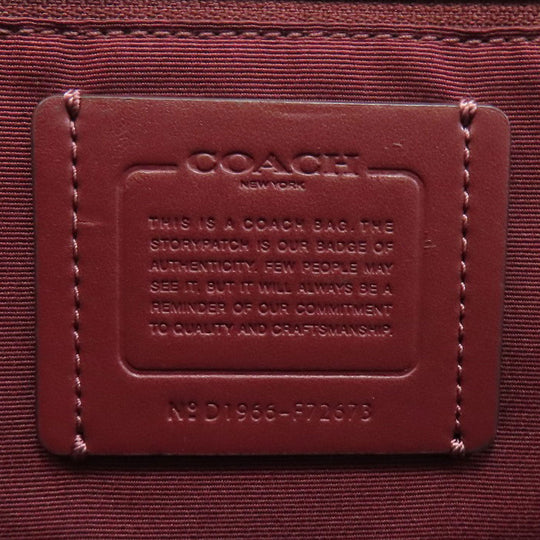 COACH
NEW YORK
THIS IS A COACH BAG. THE
STORYPATCH IS OUR BADGE OF
AUTHENTICITY. FEW PEOPLE MAY
SEE IT, BUT IT WILL ALWAYS BE A
REMINDER OF OUR COMMITMENT
TO QUALITY AND CRAFTSMANSHIP.
No D1966-F72673